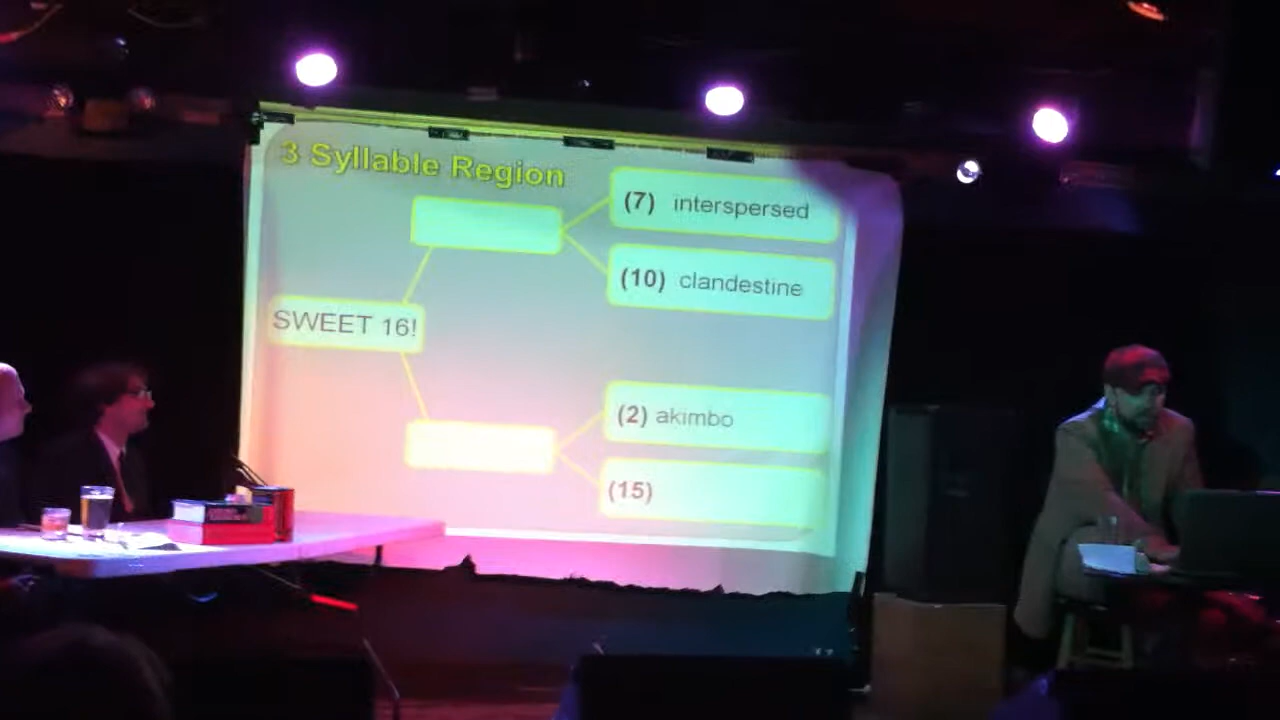 3 Syllable Region
(7) interspersed
(10) clandestine
SWEET 16!
(2) akimbo
(15)